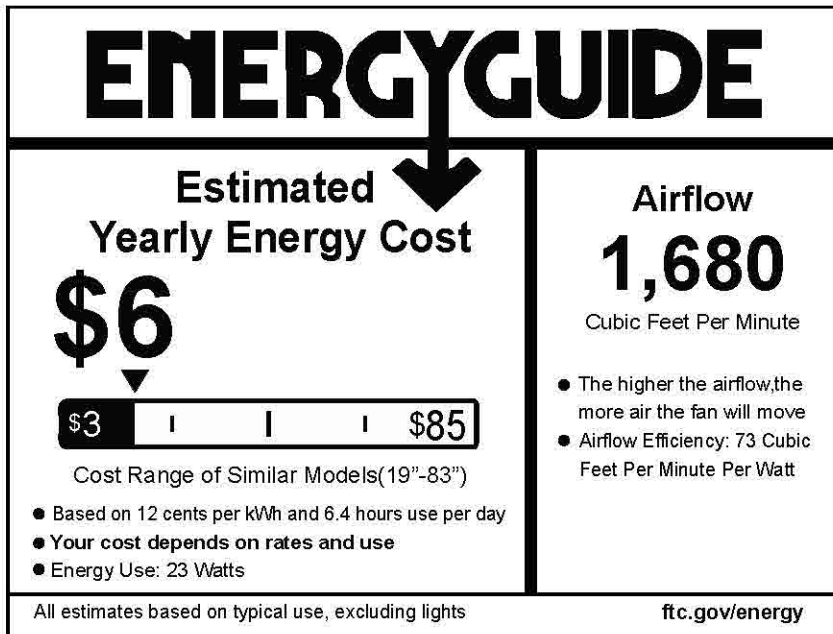 ENERGYGUIDE
Estimated
Yearly Energy Cost
$6
$3
$85
Cost Range of Similar Models(19”-83”)
● Based on 12 cents per kWh and 6.4 hours use per day
● Your cost depends on rates and use
● Energy Use: 23 Watts
Airflow
1,680
Cubic Feet Per Minute
● The higher the airflow,the
more air the fan will move
● Airflow Efficiency: 73 Cubic
Feet Per Minute Per Watt
All estimates based on typical use, excluding lights
ftc.gov/energy